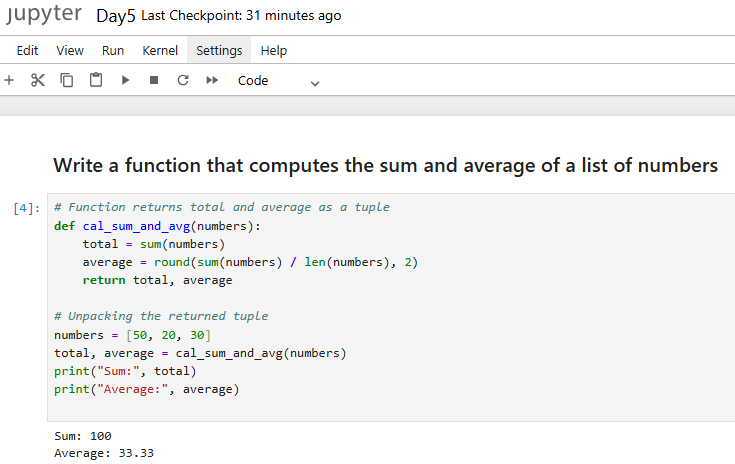 jupyter Day5 Last Checkpoint: 31 minutes ago
Edit View Run Kernel Settings Help
Code
Write a function that computes the sum and average of a list of numbers
[4]:
# Function returns total and average as a tuple
def cal_sum_and_avg(numbers):
    total = sum(numbers)
    average = round(sum(numbers) / len(numbers), 2)
    return total, average

# Unpacking the returned tuple
numbers = [50, 20, 30]
total, average = cal_sum_and_avg(numbers)
print("Sum:", total)
print("Average:", average)

Sum: 100
Average: 33.33